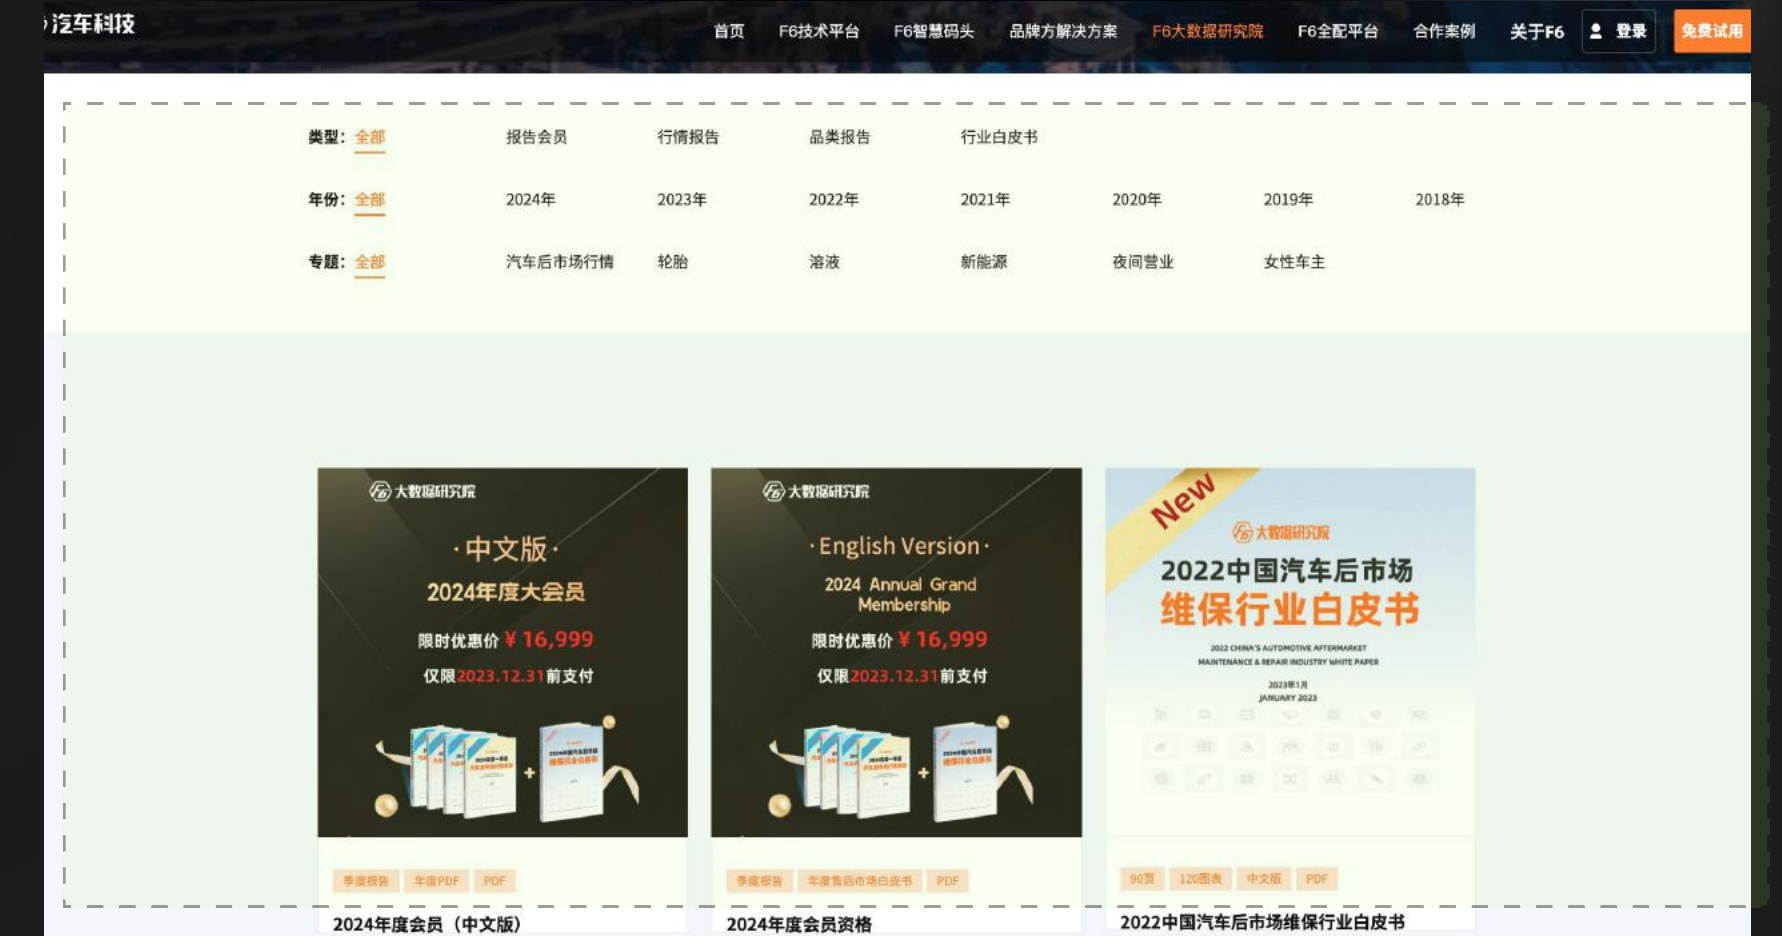 汽车科技
首页 F6技术平台 F6智慧码头 品牌方解决方案 F6大数据研究院 F6全配平台 合作案例 关于F6 登录 免费试用
类型： 全部 报告会员 行情报告 品类报告 行业白皮书
年份： 全部 2024年 2023年 2022年 2021年 2020年 2019年 2018年
专题： 全部 汽车后市场行情 轮胎 溶液 新能源 夜间营业 女性车主
F6 大数据研究院
·中文版·
2024年度大会员
限时优惠价 ¥16,999
仅限2023.12.31前支付
+
季度报告 年度PDF PDF
2024年度会员（中文版）
F6 大数据研究院
·English Version·
2024 Annual Grand
Membership
限时优惠价 ¥16,999
仅限2023.12.31前支付
+
季度报告 年度售后市场白皮书 PDF
2024年度会员资格
New
F6 大数据研究院
2022中国汽车后市场
维保行业白皮书
2022 CHINA'S AUTOMOTIVE AFTERMARKET
MAINTENANCE & REPAIR INDUSTRY WHITE PAPER
2023年1月
JANUARY 2023
90页 120图表 中文版 PDF
2022中国汽车后市场维保行业白皮书